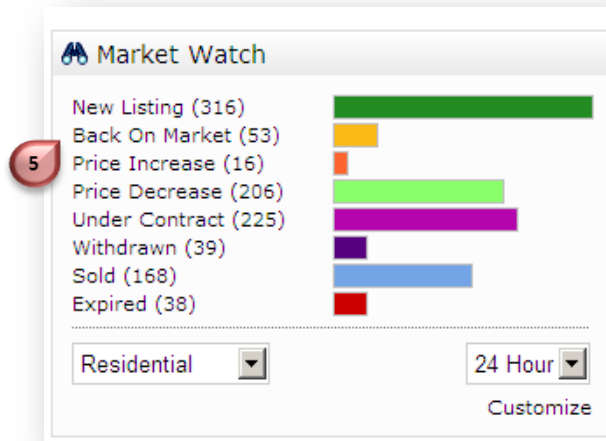 Market Watch
New Listing (316)
Back On Market (53)
5
Price Increase (16)
Price Decrease (206)
Under Contract (225)
Withdrawn (39)
Sold (168)
Expired (38)
Residential
24 Hour
Customize